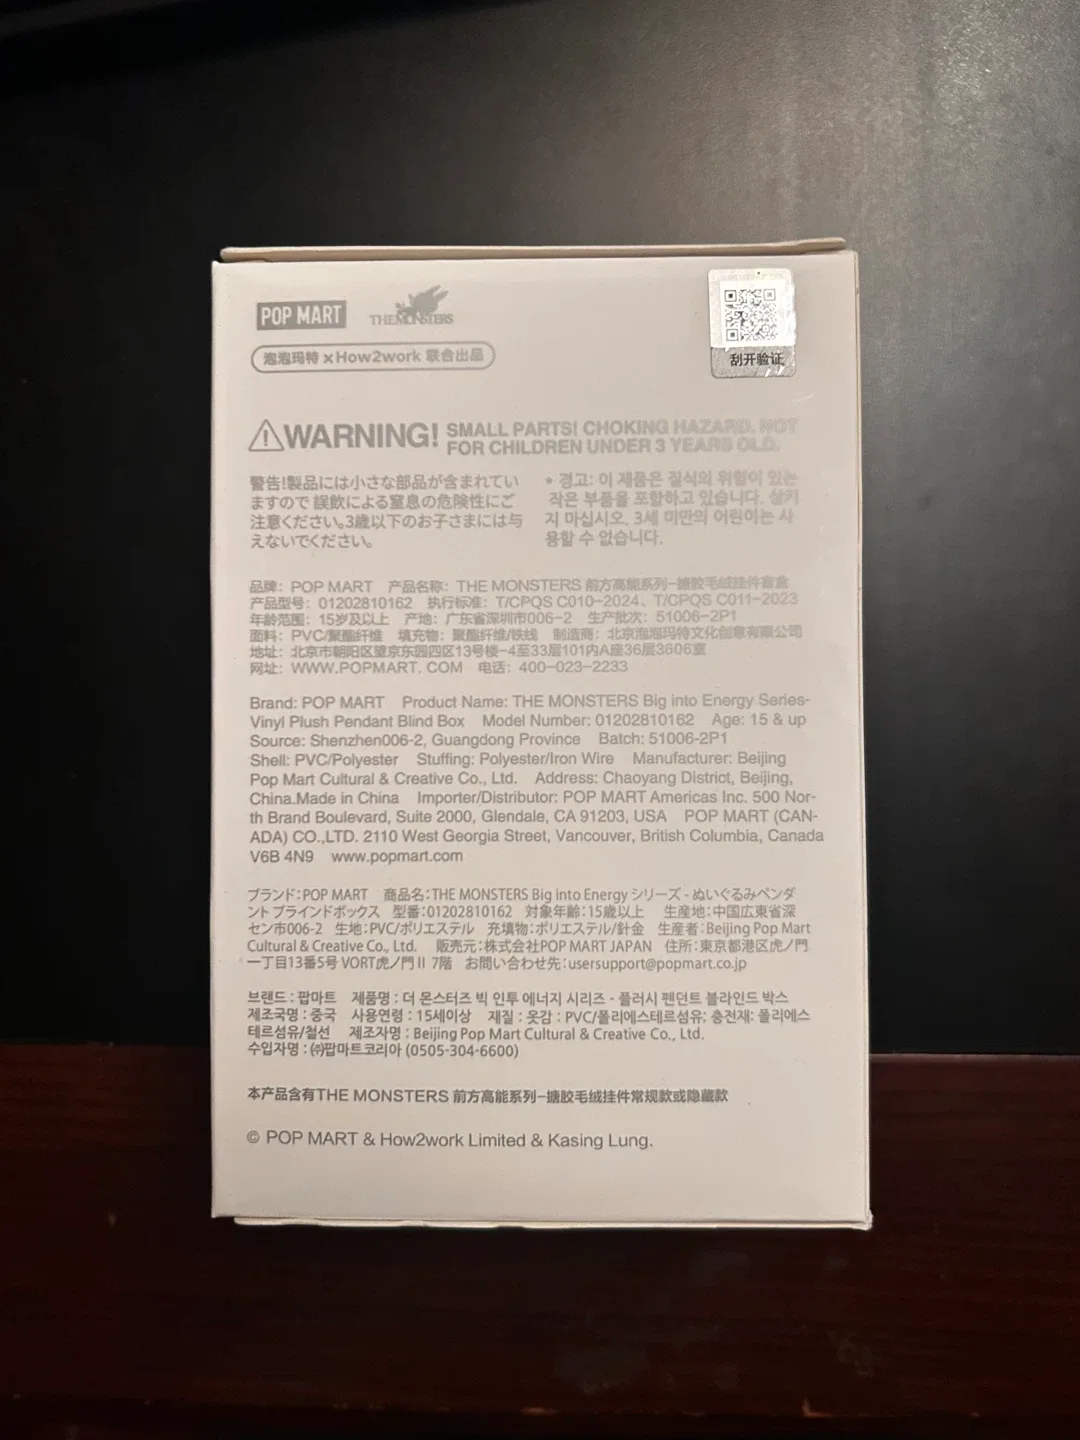 POP MART THE MONSTERS
泡泡玛特×How2work 联合出品
刮开验证
WARNING! SMALL PARTS! CHOKING HAZARD. NOT
FOR CHILDREN UNDER 3 YEARS OLD.
警告!製品には小さな部品が含まれてい
ますので 誤飲による窒息の危険性にご
注意ください。3歳以下のお子さまには与
えないでください。
* 경고: 이 제품은 질식의 위험이 있는
작은 부품을 포함하고 있습니다. 삼키
지 마십시오. 3세 미만의 어린이는 사
용할 수 없습니다.
品牌：POP MART 产品名称：THE MONSTERS 前方高能系列-搪胶毛绒挂件盲盒
产品型号：01202810162 执行标准：T/CPQS C010-2024、T/CPQS C011-2023
年龄范围：15岁及以上 产地：广东省深圳市006-2 生产批次：51006-2P1
面料：PVC/聚酯纤维 填充物：聚酯纤维/铁线 制造商：北京泡泡玛特文化创意有限公司
地址：北京市朝阳区望京东园四区13号楼-4至33层101内A座36层3606室
网址：WWW.POPMART.COM 电话：400-023-2233
Brand: POP MART Product Name: THE MONSTERS Big into Energy Series-
Vinyl Plush Pendant Blind Box Model Number: 01202810162 Age: 15 & up
Source: Shenzhen006-2, Guangdong Province Batch: 51006-2P1
Shell: PVC/Polyester Stuffing: Polyester/Iron Wire Manufacturer: Beijing
Pop Mart Cultural & Creative Co., Ltd. Address: Chaoyang District, Beijing,
China.Made in China Importer/Distributor: POP MART Americas Inc. 500 Nor-
th Brand Boulevard, Suite 2000, Glendale, CA 91203, USA POP MART (CAN-
ADA) CO.,LTD. 2110 West Georgia Street, Vancouver, British Columbia, Canada
V6B 4N9 www.popmart.com
ブランド：POP MART 商品名：THE MONSTERS Big into Energy シリーズ - ぬいぐるみペンダ
ント ブラインドボックス 型番：01202810162 対象年齢：15歳以上 生産地：中国広東省深
セン市006-2 生地：PVC/ポリエステル 充填物：ポリエステル/針金 生産者：Beijing Pop Mart
Cultural & Creative Co., Ltd. 販売元：株式会社POP MART JAPAN 住所：東京都港区虎ノ門
一丁目13番5号 VORT虎ノ門Ⅱ 7階 お問い合わせ先：usersupport@popmart.co.jp
브랜드 : 팝마트 제품명 : 더 몬스터즈 빅 인투 에너지 시리즈 - 플러시 펜던트 블라인드 박스
제조국명 : 중국 사용연령 : 15세이상 재질 : 옷감 : PVC/폴리에스테르섬유; 충전재: 폴리에스
테르섬유/철선 제조자명 : Beijing Pop Mart Cultural & Creative Co., Ltd.
수입자명 : ㈜팝마트코리아 (0505-304-6600)
本产品含有THE MONSTERS 前方高能系列-搪胶毛绒挂件常规款或隐藏款
© POP MART & How2work Limited & Kasing Lung.